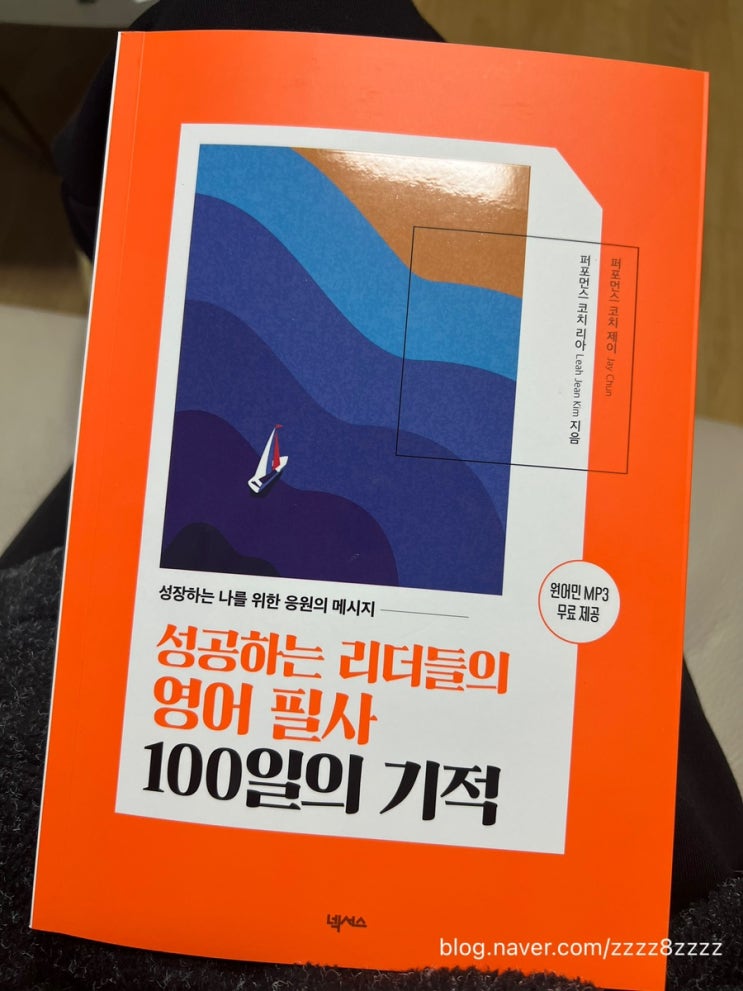 퍼포먼스 코치 제이 Jay Chin
퍼포먼스 코치 리아 Leah Jean Kim 지음
원어민 MP3
무료 제공
성장하는 나를 위한 응원의 메시지
성공하는 리더들의
영어 필사
100일의 기적
넥서스
blog.naver.com/zzzz8zzzz